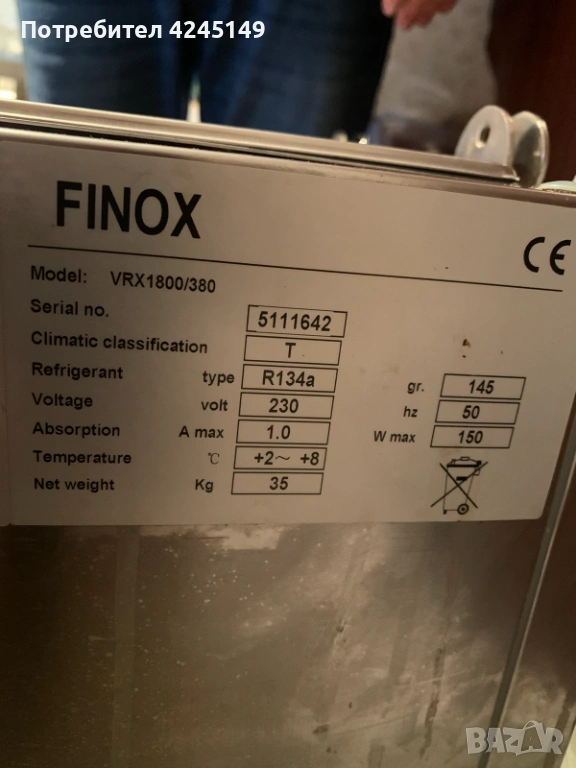 Потребител 4245149
FINOX
CE
Model: VRX1800/380
Serial no. 5111642
Climatic classification T
Refrigerant type R134a gr. 145
Voltage volt 230 hz 50
Absorption A max 1.0 W max 150
Temperature °C +2～ +8
Net weight Kg 35
BAZAR